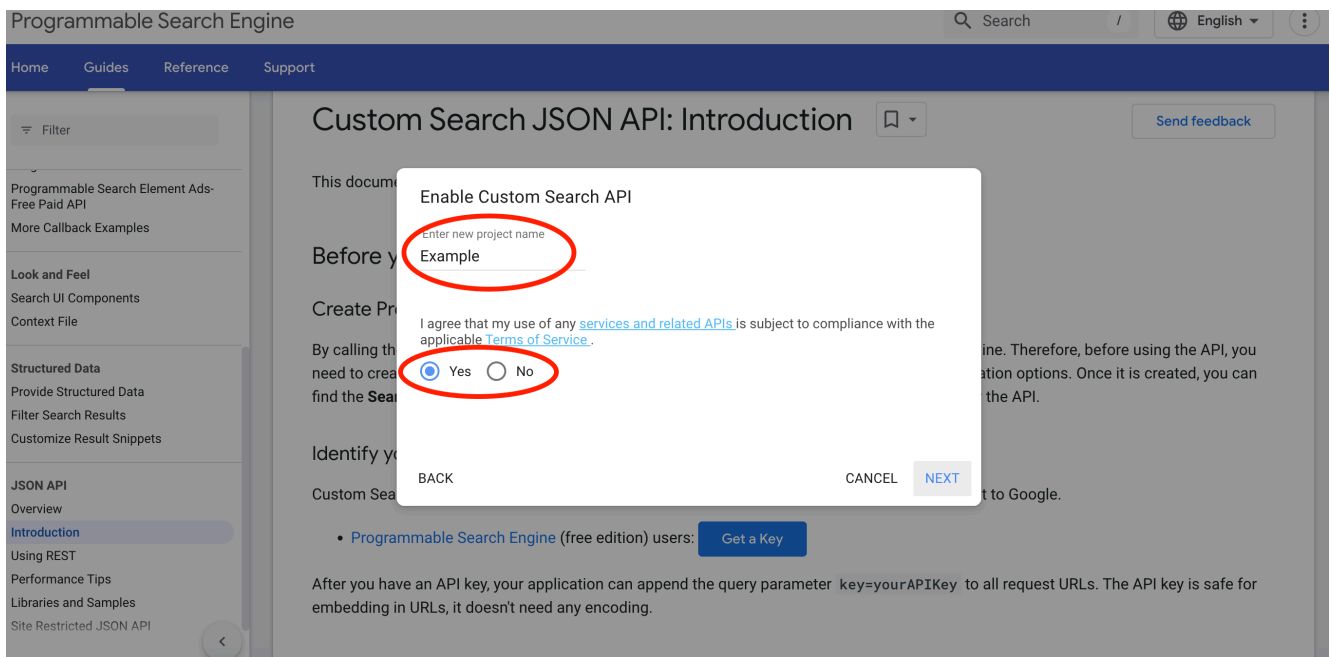 Programmable Search Engine
Search
/
English
Home Guides Reference Support
Filter
Programmable Search Element Ads-
Free Paid API
More Callback Examples
Look and Feel
Search UI Components
Context File
Structured Data
Provide Structured Data
Filter Search Results
Customize Result Snippets
JSON API
Overview
Introduction
Using REST
Performance Tips
Libraries and Samples
Site Restricted JSON API
Custom Search JSON API: Introduction
Send feedback
This docume
Before y
Create Pr
By calling th
ine. Therefore, before using the API, you
need to crea
ation options. Once it is created, you can
find the Sear
the API.
Identify yo
Custom Sea
t to Google.
• Programmable Search Engine (free edition) users: Get a Key
After you have an API key, your application can append the query parameter key=yourAPIKey to all request URLs. The API key is safe for
embedding in URLs, it doesn't need any encoding.
Enable Custom Search API
Enter new project name
Example
I agree that my use of any services and related APIs is subject to compliance with the
applicable Terms of Service .
Yes No
BACK CANCEL NEXT